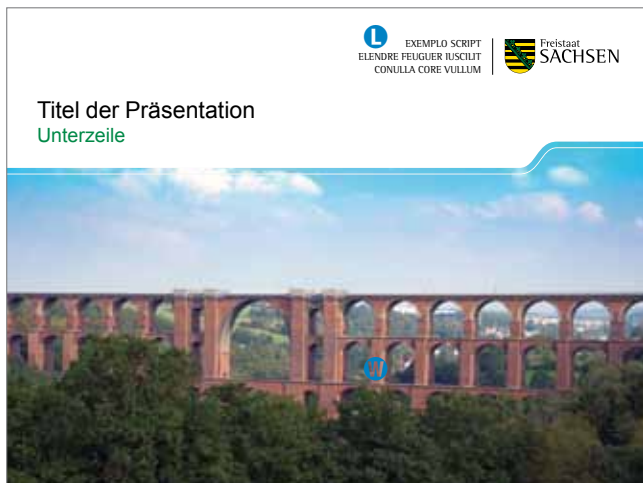 L
EXEMPLO SCRIPT
ELENDRE FEUGUER IUSCILIT
CONULLA CORE VULLUM
Freistaat
SACHSEN
Titel der Präsentation
Unterzeile
W